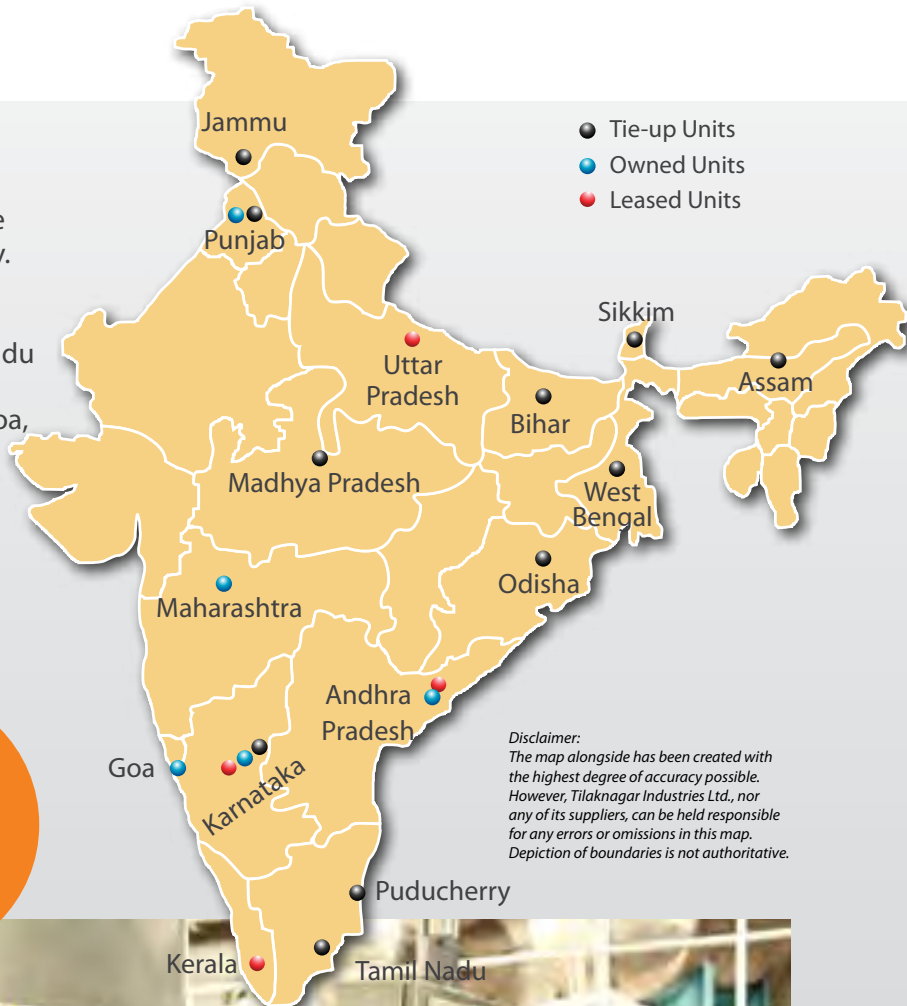 Jammu
Tie-up Units
Owned Units
Leased Units
Punjab
Sikkim
du
Uttar
Pradesh
Assam
oa,
Bihar
Madhya Pradesh
West
Bengal
Odisha
Maharashtra
Andhra
Pradesh
Goa
Karnataka
Disclaimer:
The map alongside has been created with
the highest degree of accuracy possible.
However, Tilaknagar Industries Ltd., nor
any of its suppliers, can be held responsible
for any errors or omissions in this map.
Depiction of boundaries is not authoritative.
Puducherry
Kerala
Tamil Nadu